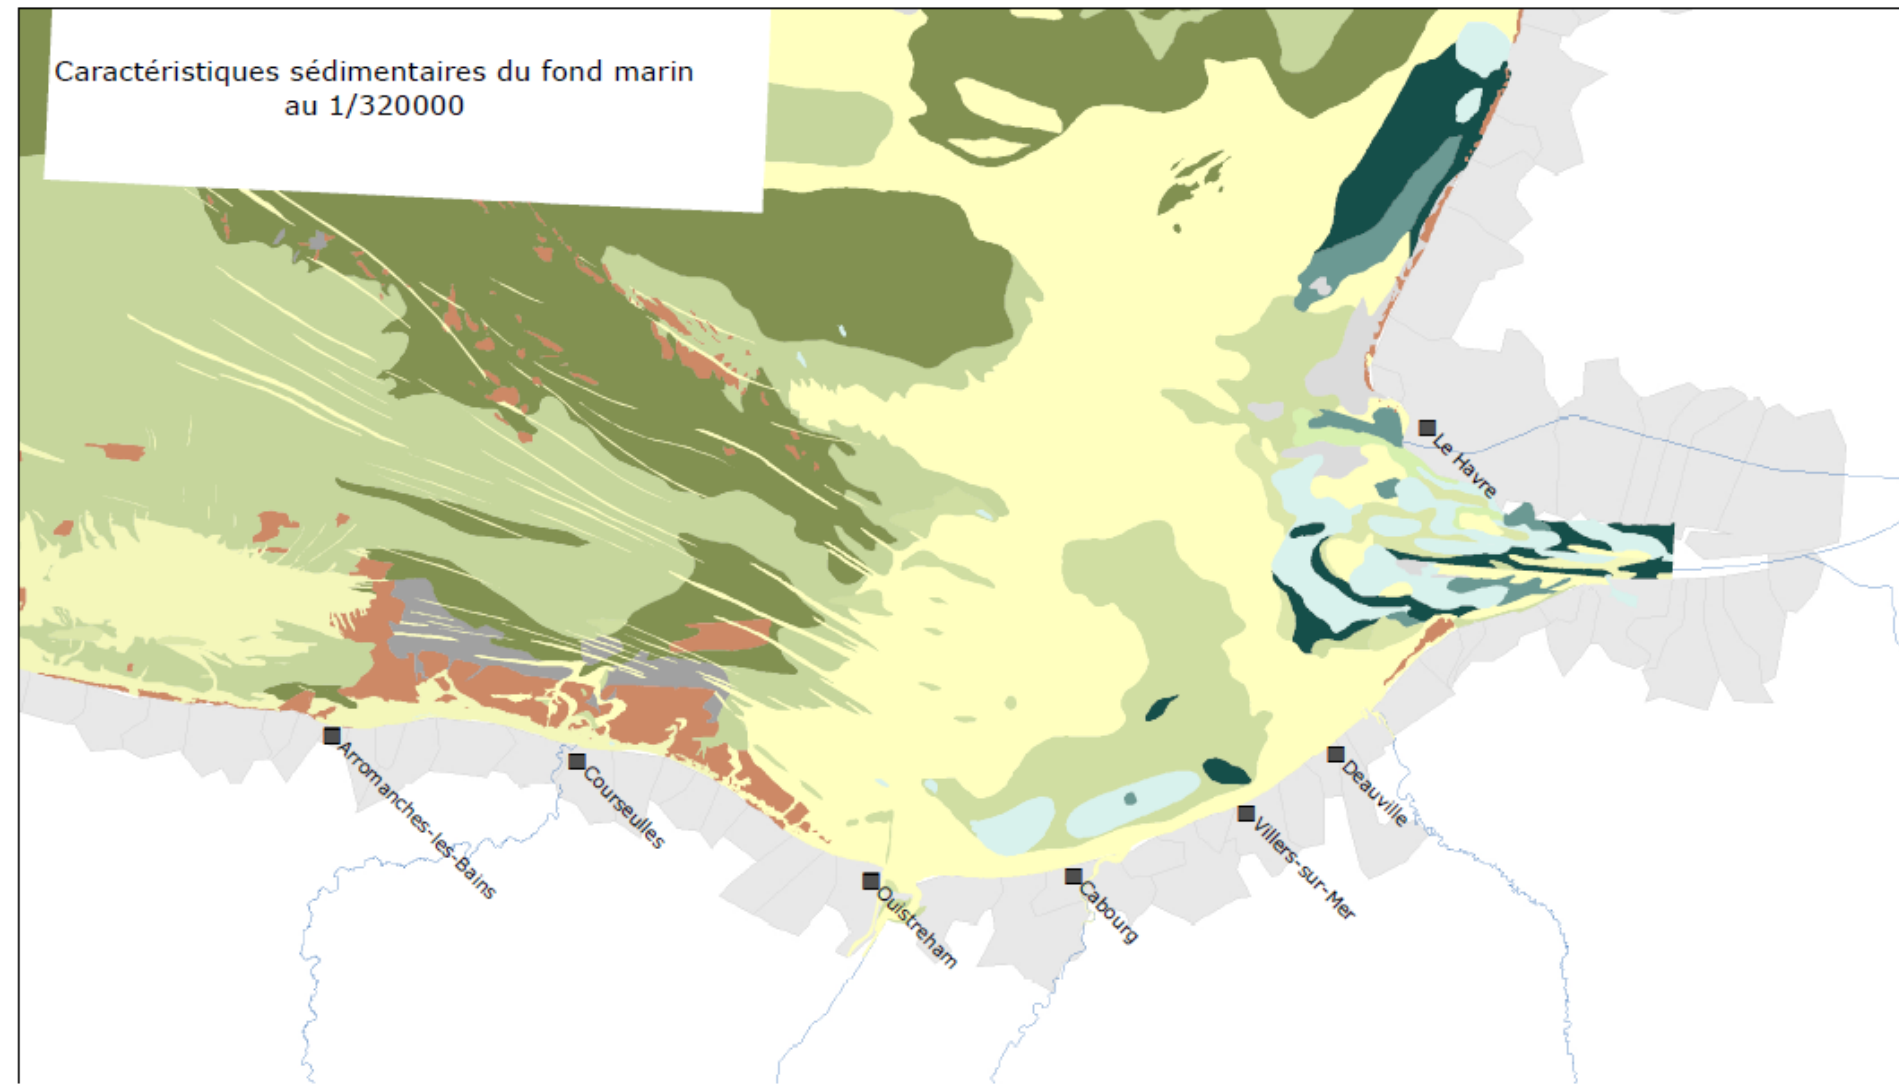 Caractéristiques sédimentaires du fond marin
au 1/320000
Le Havre
Arromanches-les-Bains
Courseulles
Deauville
Villers-sur-Mer
Ouistreham
Cabourg